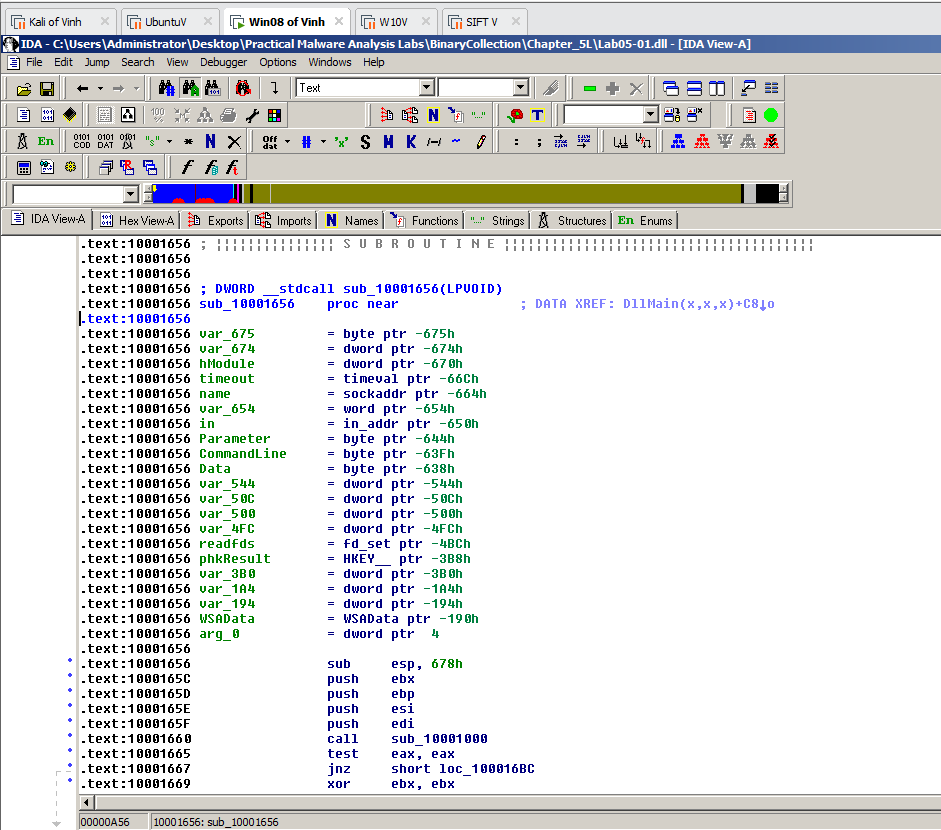 Kali of Vinh × UbuntuV × Win08 of Vinh × W10V × SIFT V ×
IDA - C:\Users\Administrator\Desktop\Practical Malware Analysis Labs\BinaryCollection\Chapter_5L\Lab05-01.dll - [IDA View-A]
File Edit Jump Search View Debugger Options Windows Help
Text
En
Off dat
S M K
IDA View-A Hex View-A Exports Imports N Names Functions Strings Structures En Enums
.text:10001656 ; ¦¦¦¦¦¦¦¦¦¦¦¦¦¦¦ S U B R O U T I N E ¦¦¦¦¦¦¦¦¦¦¦¦¦¦¦¦¦¦¦¦¦¦¦¦¦¦¦¦¦¦¦¦¦¦¦¦¦¦¦
.text:10001656
.text:10001656
.text:10001656 ; DWORD __stdcall sub_10001656(LPVOID)
.text:10001656 sub_10001656 proc near ; DATA XREF: DllMain(x,x,x)+C8↓o
.text:10001656
.text:10001656 var_675 = byte ptr -675h
.text:10001656 var_674 = dword ptr -674h
.text:10001656 hModule = dword ptr -670h
.text:10001656 timeout = timeval ptr -66Ch
.text:10001656 name = sockaddr ptr -664h
.text:10001656 var_654 = word ptr -654h
.text:10001656 in = in_addr ptr -650h
.text:10001656 Parameter = byte ptr -644h
.text:10001656 CommandLine = byte ptr -63Fh
.text:10001656 Data = byte ptr -638h
.text:10001656 var_544 = dword ptr -544h
.text:10001656 var_50C = dword ptr -50Ch
.text:10001656 var_500 = dword ptr -500h
.text:10001656 var_4FC = dword ptr -4FCh
.text:10001656 readfds = fd_set ptr -4BCh
.text:10001656 phkResult = HKEY__ ptr -3B8h
.text:10001656 var_3B0 = dword ptr -3B0h
.text:10001656 var_1A4 = dword ptr -1A4h
.text:10001656 var_194 = dword ptr -194h
.text:10001656 WSAData = WSAData ptr -190h
.text:10001656 arg_0 = dword ptr 4
.text:10001656
.text:10001656 sub esp, 678h
.text:1000165C push ebx
.text:1000165D push ebp
.text:1000165E push esi
.text:1000165F push edi
.text:10001660 call sub_10001000
.text:10001665 test eax, eax
.text:10001667 jnz short loc_100016BC
.text:10001669 xor ebx, ebx
00000A56 10001656: sub_10001656